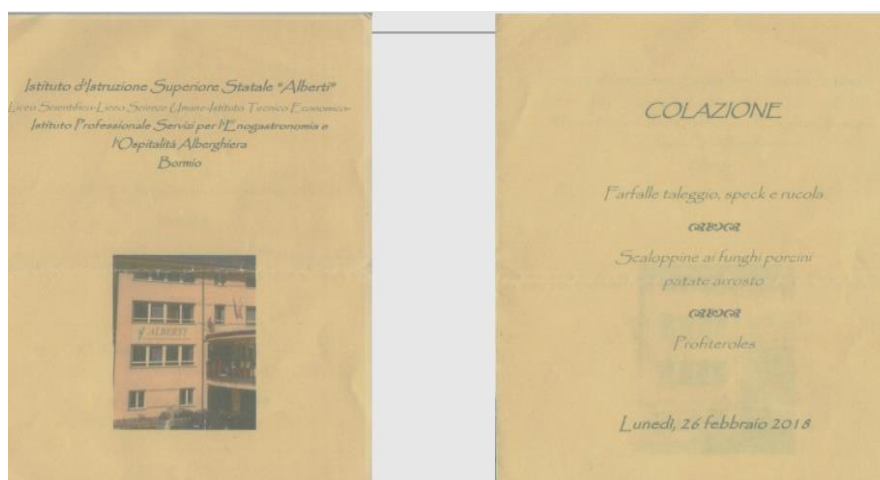 Istituto d'Istruzione Superiore Statale "Alberti"
Liceo Scientifico-Liceo Scienze Umane-Istituto Tecnico Economico-
Istituto Professionale Servizi per l'Enogastronomia e
l'Ospitalità Alberghiera
Bormio
ALBERTI
COLAZIONE
Farfalle taleggio, speck e rucola
Scaloppine ai funghi porcini
patate arrosto
Profiteroles
Lunedì, 26 febbraio 2018